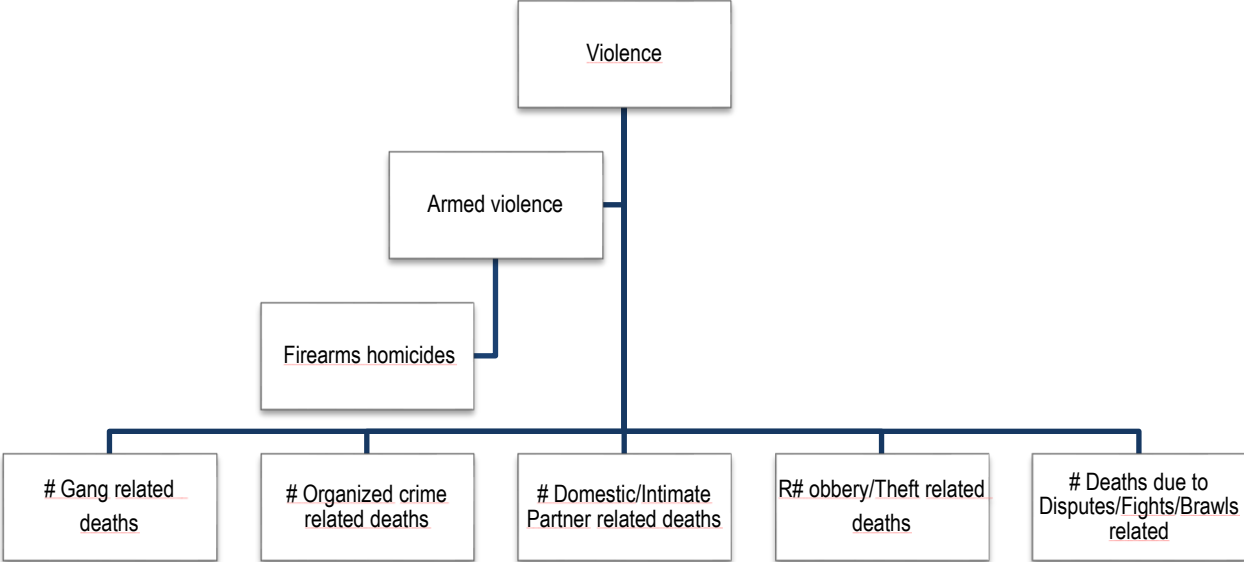 Violence
Armed violence
Firearms homicides
# Gang related
deaths
# Organized crime
related deaths
# Domestic/Intimate
Partner related deaths
R# obbery/Theft related
deaths
# Deaths due to
Disputes/Fights/Brawls
related